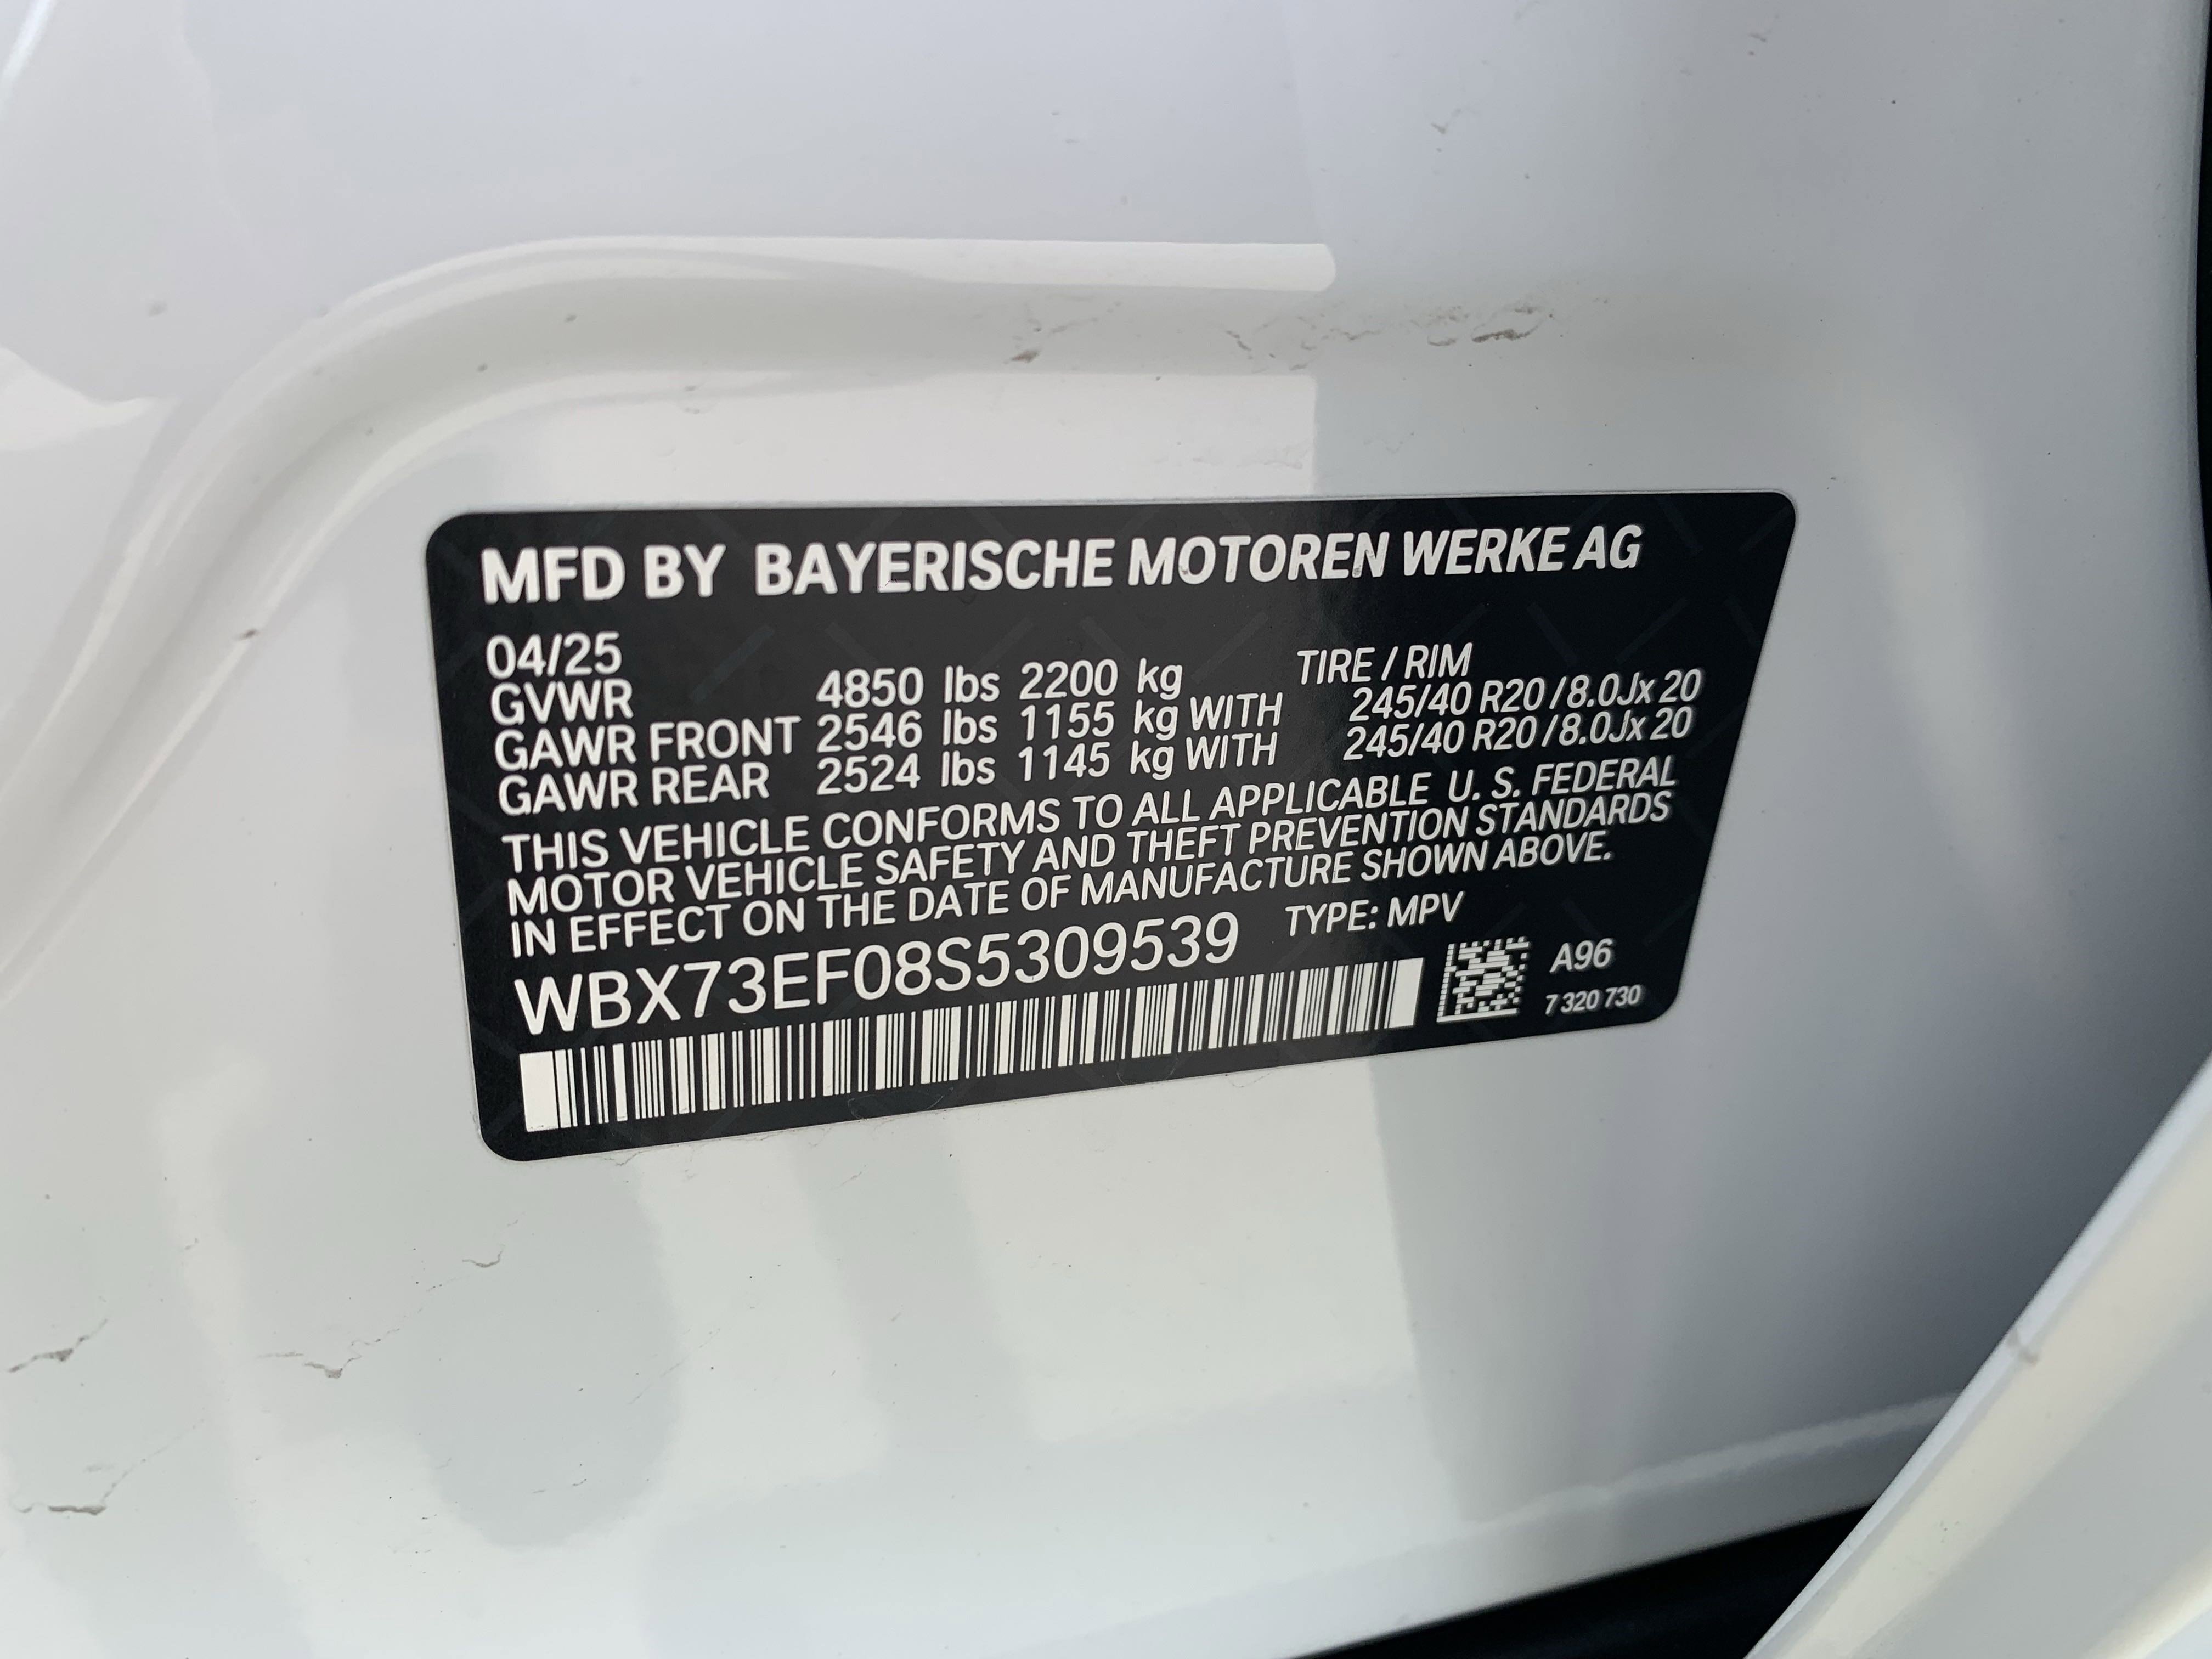 MFD BY BAYERISCHE MOTOREN WERKE AG
04/25 TIRE / RIM
GVWR 4850 lbs 2200 kg
GAWR FRONT 2546 lbs 1155 kg WITH 245/40 R20 / 8.0Jx 20
GAWR REAR 2524 lbs 1145 kg WITH 245/40 R20 / 8.0Jx 20
THIS VEHICLE CONFORMS TO ALL APPLICABLE U. S. FEDERAL
MOTOR VEHICLE SAFETY AND THEFT PREVENTION STANDARDS
IN EFFECT ON THE DATE OF MANUFACTURE SHOWN ABOVE.
WBX73EF08S5309539 TYPE: MPV
A96
7 320 730